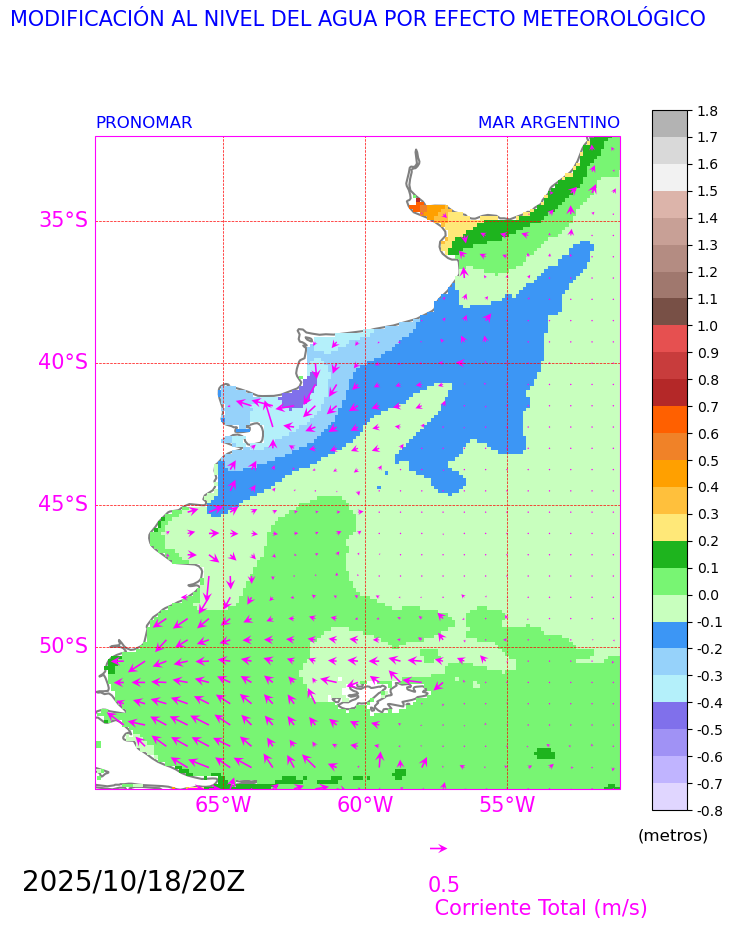 MODIFICACIÓN AL NIVEL DEL AGUA POR EFECTO METEOROLÓGICO
PRONOMAR MAR ARGENTINO
35°S
40°S
45°S
50°S
65°W 60°W 55°W
1.8
1.7
1.6
1.5
1.4
1.3
1.2
1.1
1.0
0.9
0.8
0.7
0.6
0.5
0.4
0.3
0.2
0.1
0.0
-0.1
-0.2
-0.3
-0.4
-0.5
-0.6
-0.7
-0.8
(metros)
2025/10/18/20Z
0.5
Corriente Total (m/s)